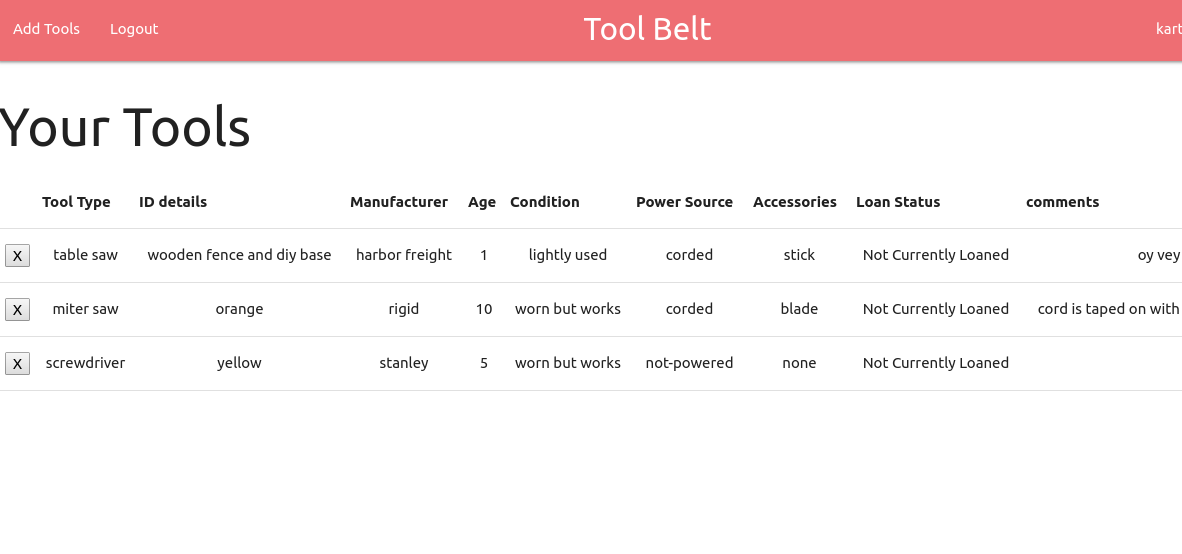 Add Tools Logout Tool Belt kart
Your Tools
Tool Type ID details Manufacturer Age Condition Power Source Accessories Loan Status comments
X table saw wooden fence and diy base harbor freight 1 lightly used corded stick Not Currently Loaned oy vey
X miter saw orange rigid 10 worn but works corded blade Not Currently Loaned cord is taped on with
X screwdriver yellow stanley 5 worn but works not-powered none Not Currently Loaned